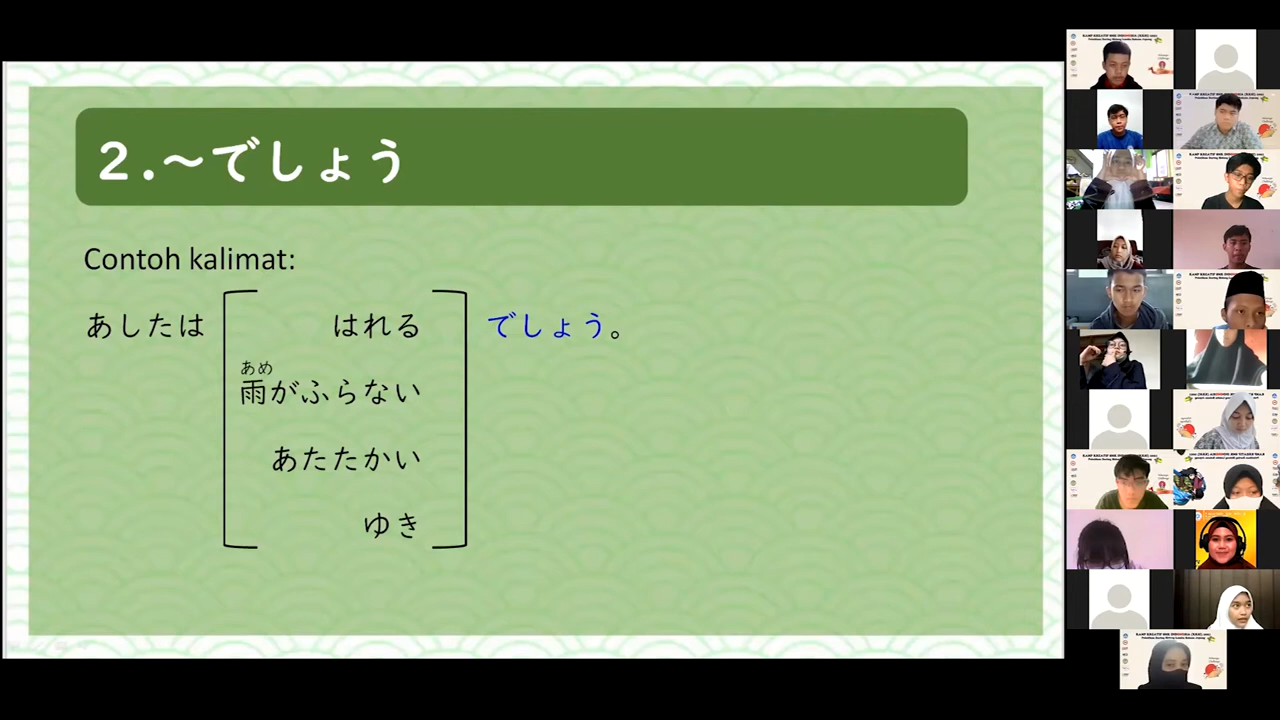 2.~でしょう
Contoh kalimat:
あしたは はれる でしょう。
あめ
雨がふらない
あたたかい
ゆき